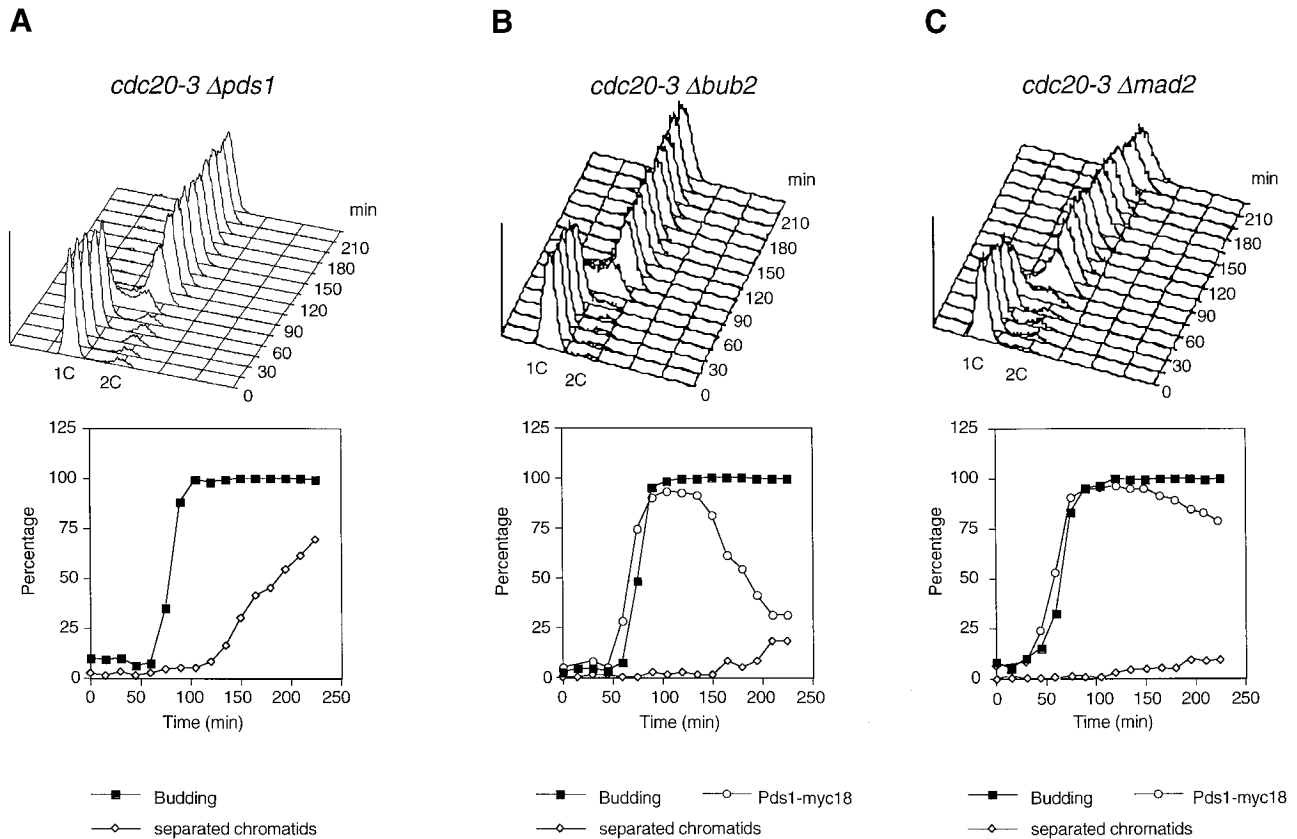 A
cdc20-3 Δpds1
min
210
180
150
120
90
60
30
0
1C
2C
125
100
75
50
25
0
Percentage
0 50 100 150 200 250
Time (min)
Budding
separated chromatids
B
cdc20-3 Δbub2
min
210
180
150
120
90
60
30
0
1C
2C
125
100
75
50
25
0
Percentage
0 50 100 150 200 250
Time (min)
Budding Pds1-myc18
separated chromatids
C
cdc20-3 Δmad2
min
210
180
150
120
90
60
30
0
1C
2C
125
100
75
50
25
0
Percentage
0 50 100 150 200 250
Time (min)
Budding Pds1-myc18
separated chromatids